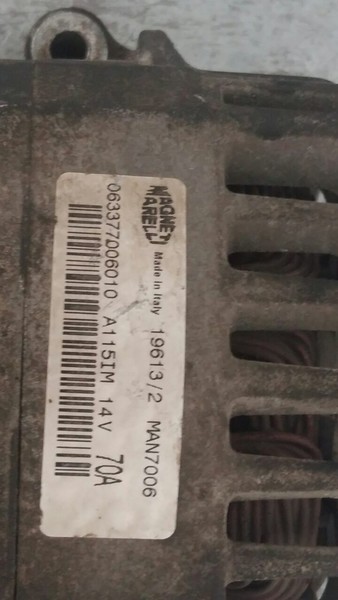 MAGNETI
MARELLI
Made in Italy 19613/2 MAN7006
063377006010 A115IM 14V 70A